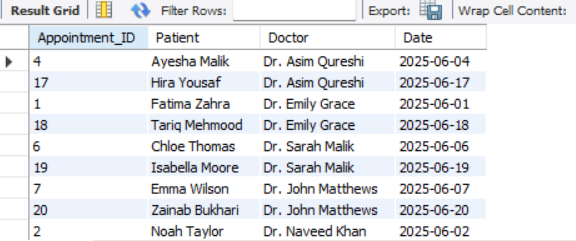 Result Grid Filter Rows: Export: Wrap Cell Content:
Appointment_ID Patient Doctor Date
4 Ayesha Malik Dr. Asim Qureshi 2025-06-04
17 Hira Yousaf Dr. Asim Qureshi 2025-06-17
1 Fatima Zahra Dr. Emily Grace 2025-06-01
18 Tariq Mehmood Dr. Emily Grace 2025-06-18
6 Chloe Thomas Dr. Sarah Malik 2025-06-06
19 Isabella Moore Dr. Sarah Malik 2025-06-19
7 Emma Wilson Dr. John Matthews 2025-06-07
20 Zainab Bukhari Dr. John Matthews 2025-06-20
2 Noah Taylor Dr. Naveed Khan 2025-06-02